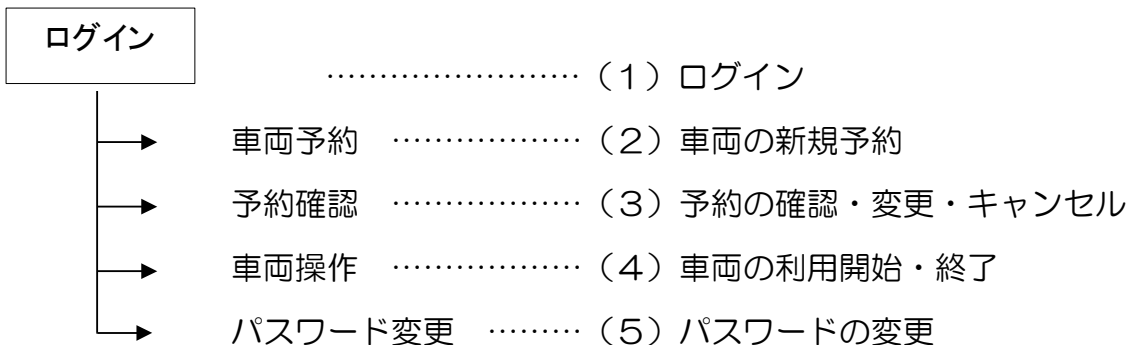 ログイン
……………………（１）ログイン
車両予約 ………………（２）車両の新規予約
予約確認 ………………（３）予約の確認・変更・キャンセル
車両操作 ………………（４）車両の利用開始・終了
パスワード変更 ………（５）パスワードの変更